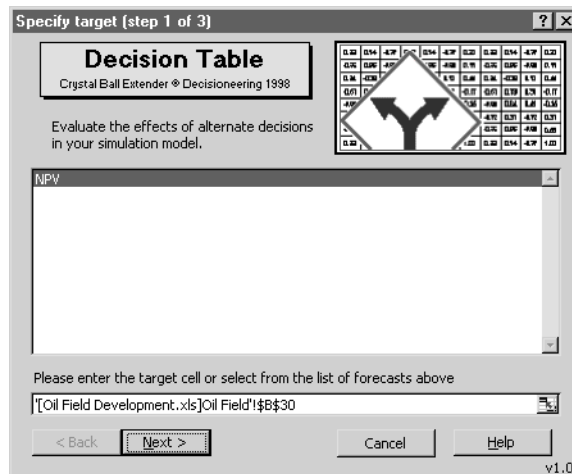 Specify target (step 1 of 3)
Decision Table
Crystal Ball Extender ® Decisioneering 1998
Evaluate the effects of alternate decisions
in your simulation model.
NPV
Please enter the target cell or select from the list of forecasts above
'[Oil Field Development.xls]Oil Field'!$B$30
< Back
Next >
Cancel
Help
v1.0